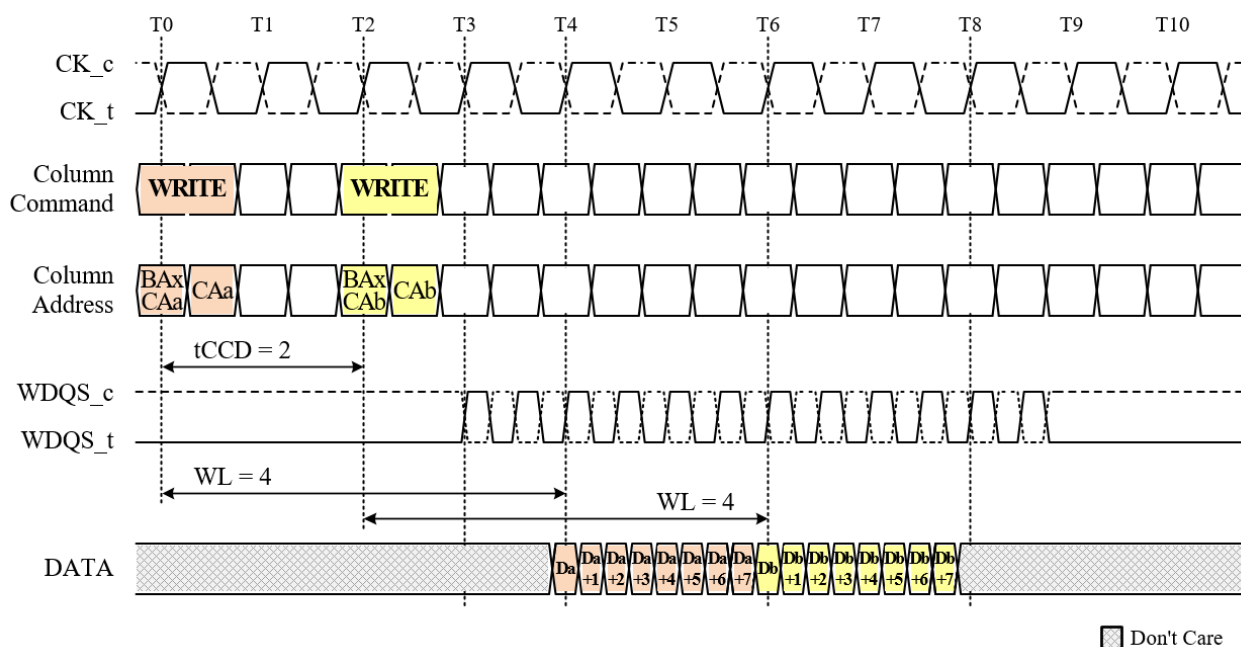 T0 T1 T2 T3 T4 T5 T6 T7 T8 T9 T10
CK_c
CK_t
Column
Command
WRITE WRITE
Column
Address
BAx
CAa
CAa
BAx
CAb
CAb
tCCD = 2
WDQS_c
WDQS_t
WL = 4
WL = 4
DATA
Da
Da
+1
Da
+2
Da
+3
Da
+4
Da
+5
Da
+6
Da
+7
Db
Db
+1
Db
+2
Db
+3
Db
+4
Db
+5
Db
+6
Db
+7
Don't Care